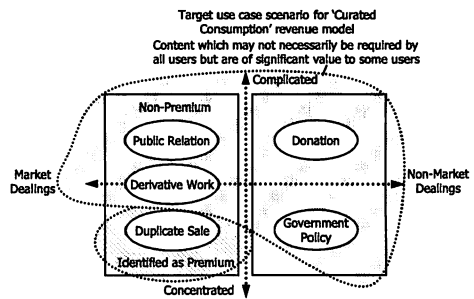 Target use case scenario for 'Curated
Consumption' revenue model
Content which may not necessarily be required by
all users but are of significant value to some users
Complicated
Non-Premium
Public Relation
Donation
Market
Dealings
Derivative Work
Non-Market
Dealings
Duplicate Sale
Government
Policy
Identified as Premium
Concentrated